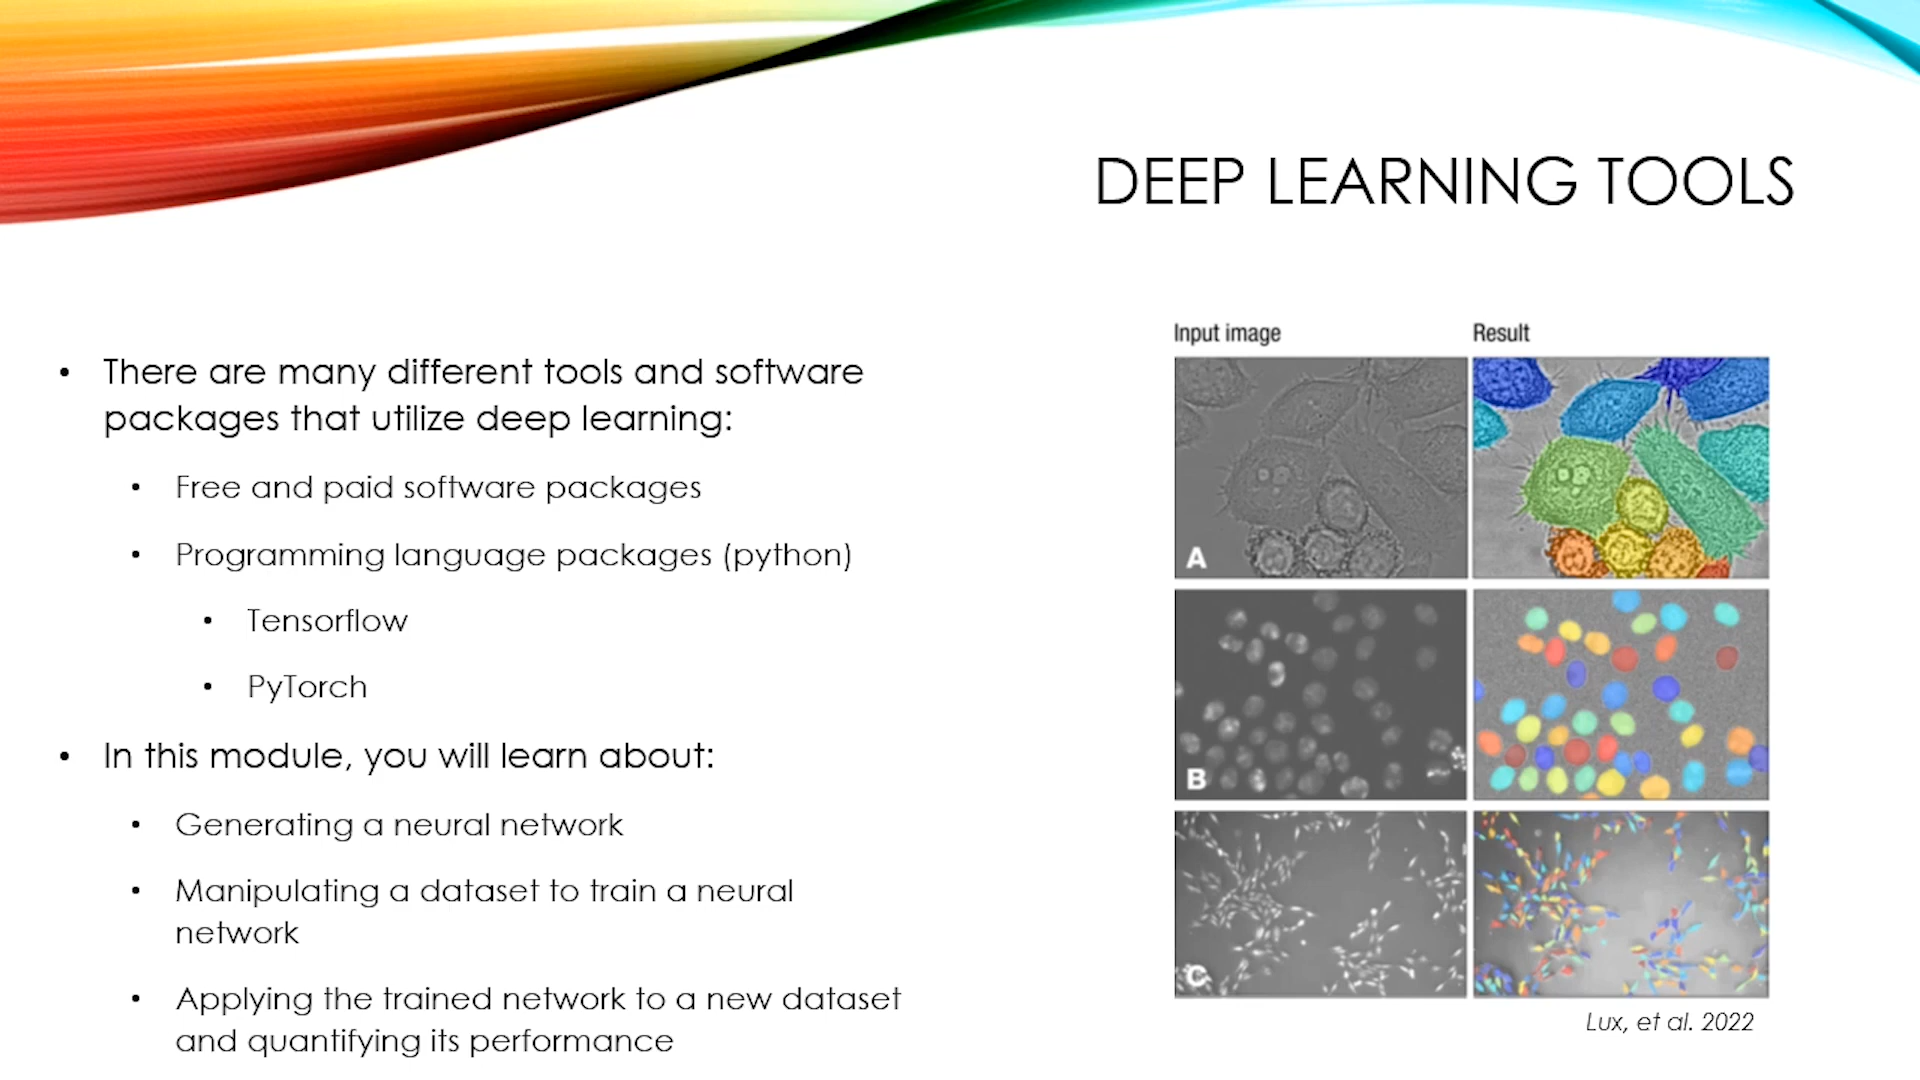 DEEP LEARNING TOOLS
• There are many different tools and software
packages that utilize deep learning:
• Free and paid software packages
• Programming language packages (python)
• Tensorflow
• PyTorch
• In this module, you will learn about:
• Generating a neural network
• Manipulating a dataset to train a neural
network
• Applying the trained network to a new dataset
and quantifying its performance
Input image
Result
A
B
C
Lux, et al. 2022